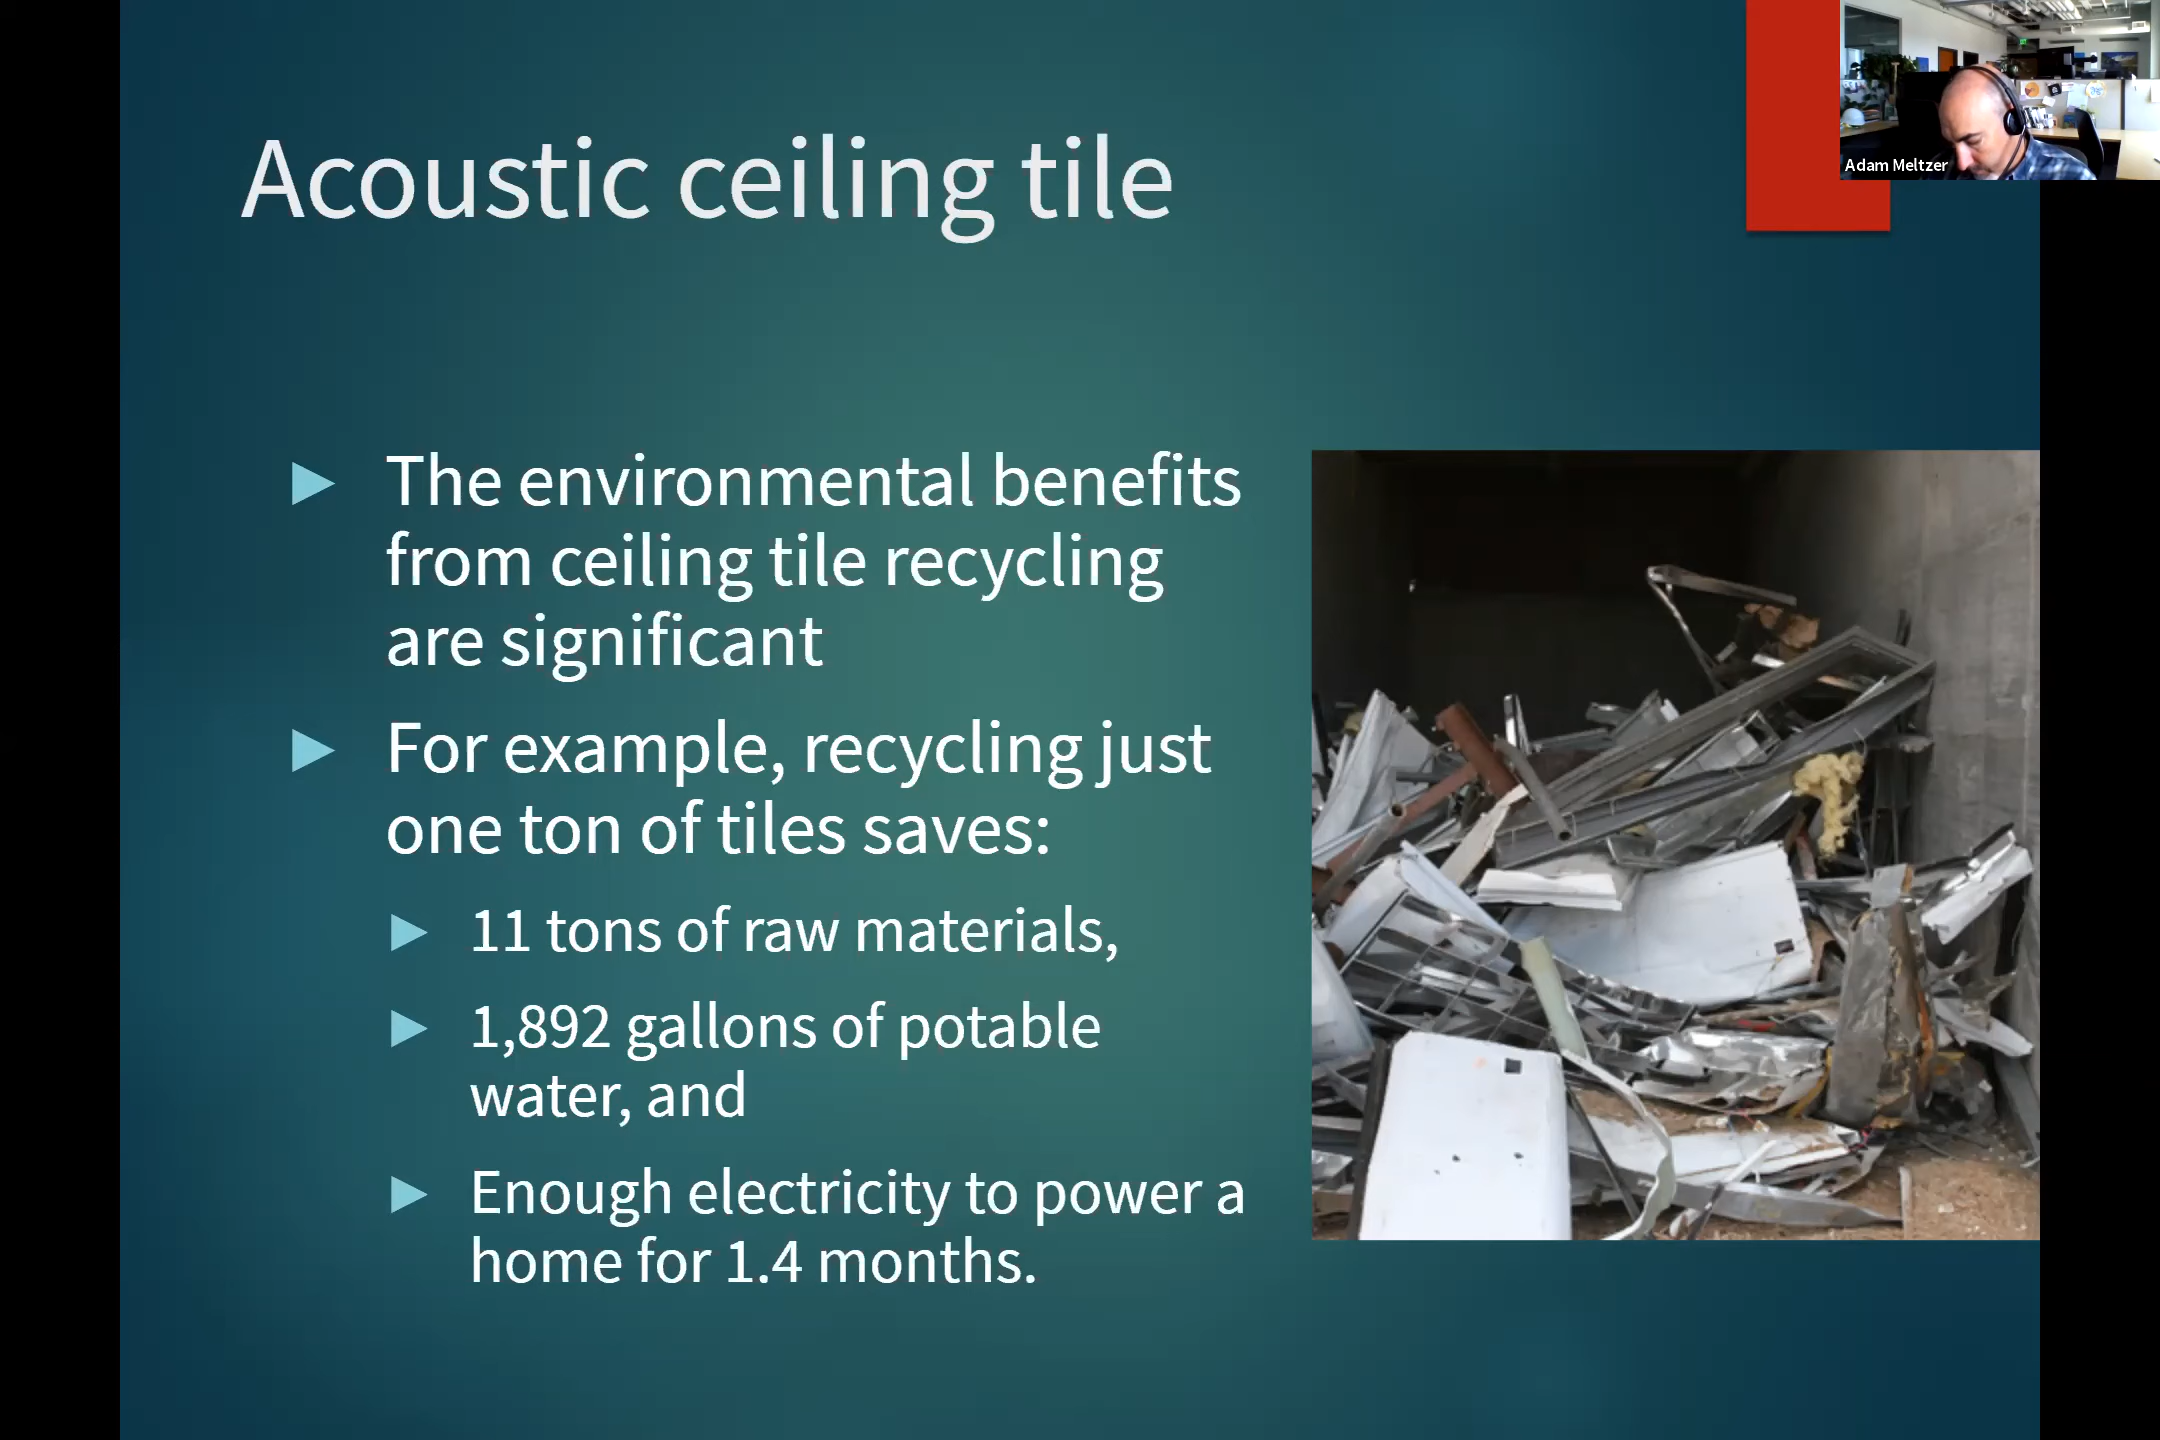 Acoustic ceiling tile
Adam Meltzer
The environmental benefits
from ceiling tile recycling
are significant
For example, recycling just
one ton of tiles saves:
11 tons of raw materials,
1,892 gallons of potable
water, and
Enough electricity to power a
home for 1.4 months.